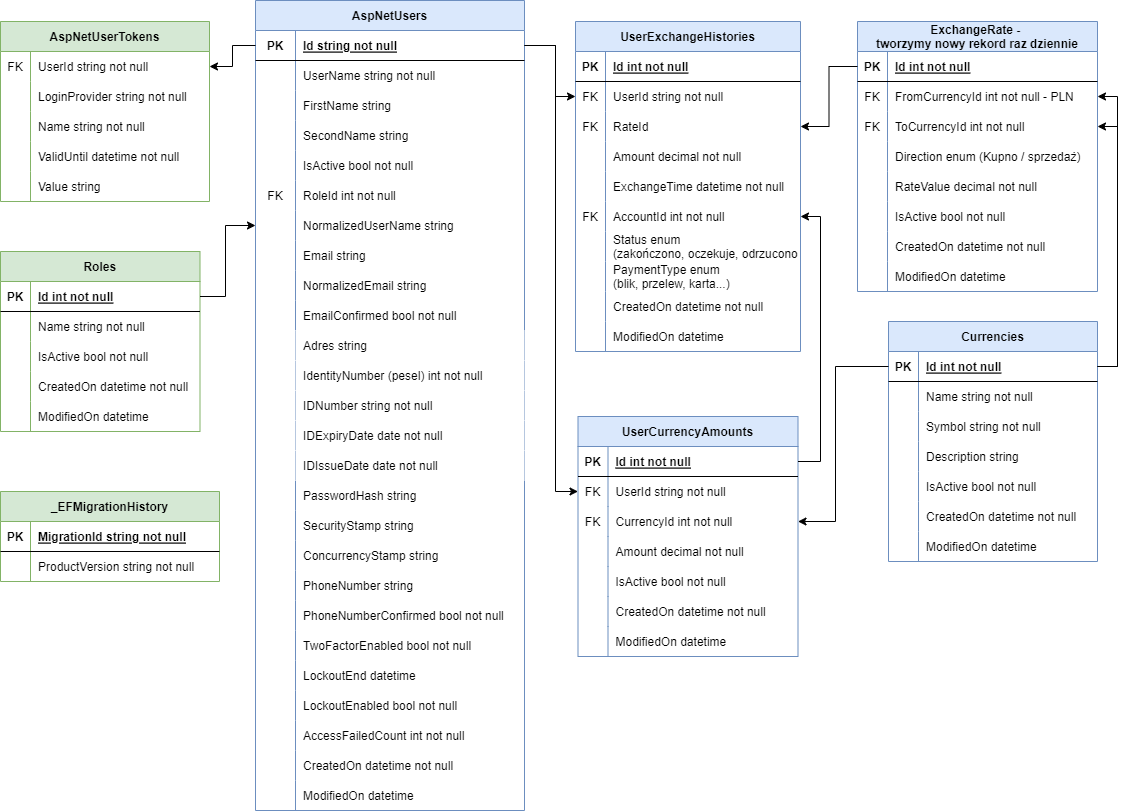 AspNetUserTokens
FK UserId string not null
LoginProvider string not null
Name string not null
ValidUntil datetime not null
Value string
Roles
PK Id int not null
Name string not null
IsActive bool not null
CreatedOn datetime not null
ModifiedOn datetime
_EFMigrationHistory
PK MigrationId string not null
ProductVersion string not null
AspNetUsers
PK Id string not null
UserName string not null
FirstName string
SecondName string
IsActive bool not null
FK RoleId int not null
NormalizedUserName string
Email string
NormalizedEmail string
EmailConfirmed bool not null
Adres string
IdentityNumber (pesel) int not null
IDNumber string not null
IDExpiryDate date not null
IDIssueDate date not null
PasswordHash string
SecurityStamp string
ConcurrencyStamp string
PhoneNumber string
PhoneNumberConfirmed bool not null
TwoFactorEnabled bool not null
LockoutEnd datetime
LockoutEnabled bool not null
AccessFailedCount int not null
CreatedOn datetime not null
ModifiedOn datetime
UserExchangeHistories
PK Id int not null
FK UserId string not null
FK RateId
Amount decimal not null
ExchangeTime datetime not null
FK AccountId int not null
Status enum
(zakończono, oczekuje, odrzucono
PaymentType enum
(blik, przelew, karta...)
CreatedOn datetime not null
ModifiedOn datetime
UserCurrencyAmounts
PK Id int not null
FK UserId string not null
FK CurrencyId int not null
Amount decimal not null
IsActive bool not null
CreatedOn datetime not null
ModifiedOn datetime
ExchangeRate -
tworzymy nowy rekord raz dziennie
PK Id int not null
FK FromCurrencyId int not null - PLN
FK ToCurrencyId int not null
Direction enum (Kupno / sprzedaż)
RateValue decimal not null
IsActive bool not null
CreatedOn datetime not null
ModifiedOn datetime
Currencies
PK Id int not null
Name string not null
Symbol string not null
Description string
IsActive bool not null
CreatedOn datetime not null
ModifiedOn datetime